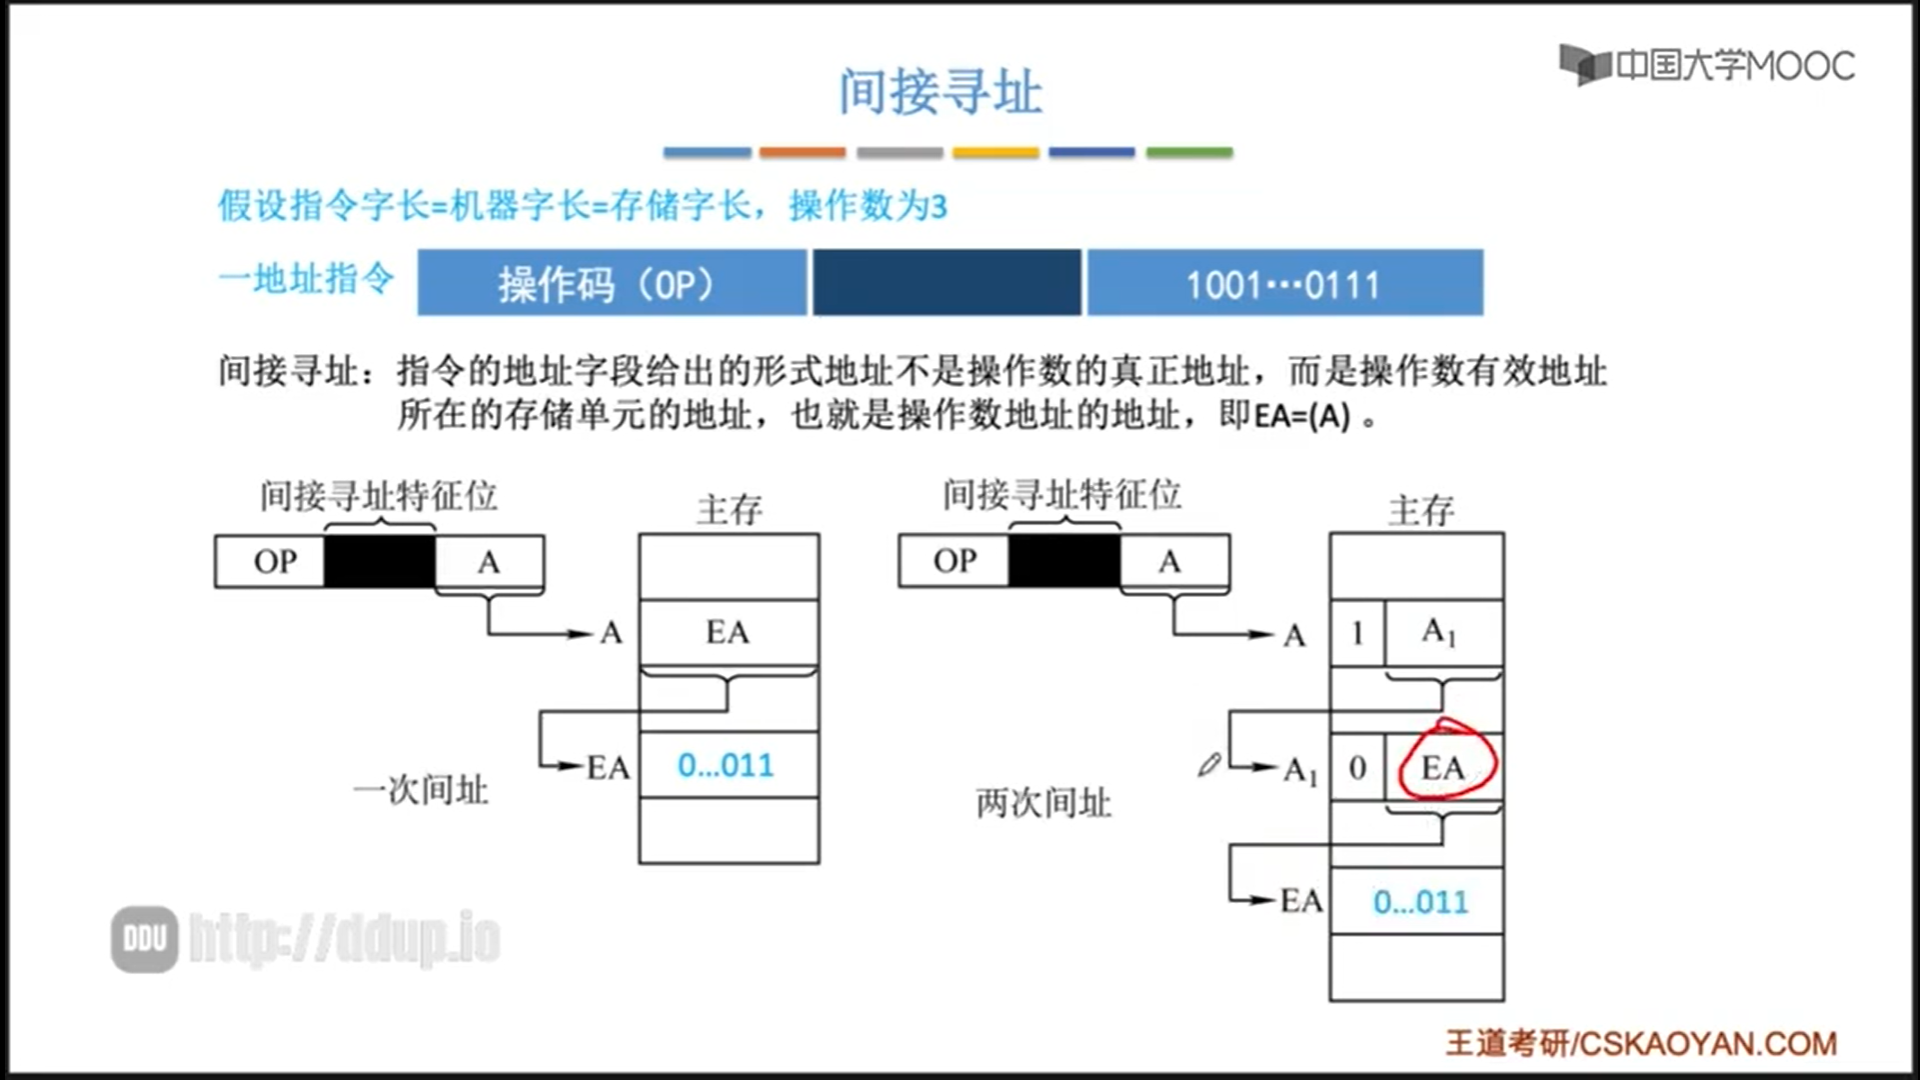 中国大学MOOC
间接寻址
假设指令字长=机器字长=存储字长，操作数为3
一地址指令 操作码（OP） 1001…0111
间接寻址：指令的地址字段给出的形式地址不是操作数的真正地址，而是操作数有效地址
所在的存储单元的地址，也就是操作数地址的地址，即EA=(A) 。
间接寻址特征位 主存
OP A
A EA
EA 0...011
一次间址
间接寻址特征位 主存
OP A
A 1 A₁
A₁ 0 EA
两次间址
EA 0...011
DDU http://ddup.io
王道考研/CSKAOYAN.COM